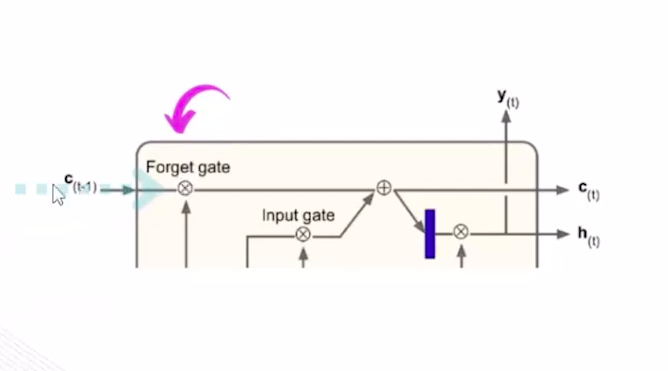 y(t)
Forget gate
c(t-1)
c(t)
Input gate
h(t)